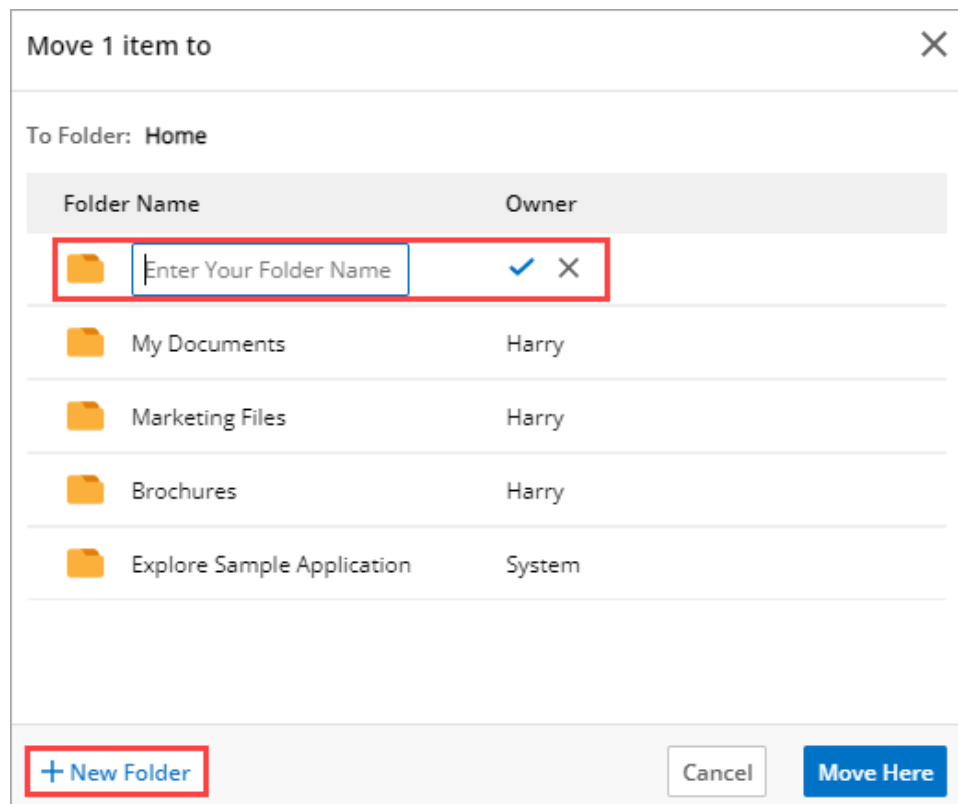 Move 1 item to
To Folder: Home
Folder Name Owner
Enter Your Folder Name
My Documents Harry
Marketing Files Harry
Brochures Harry
Explore Sample Application System
+ New Folder Cancel Move Here